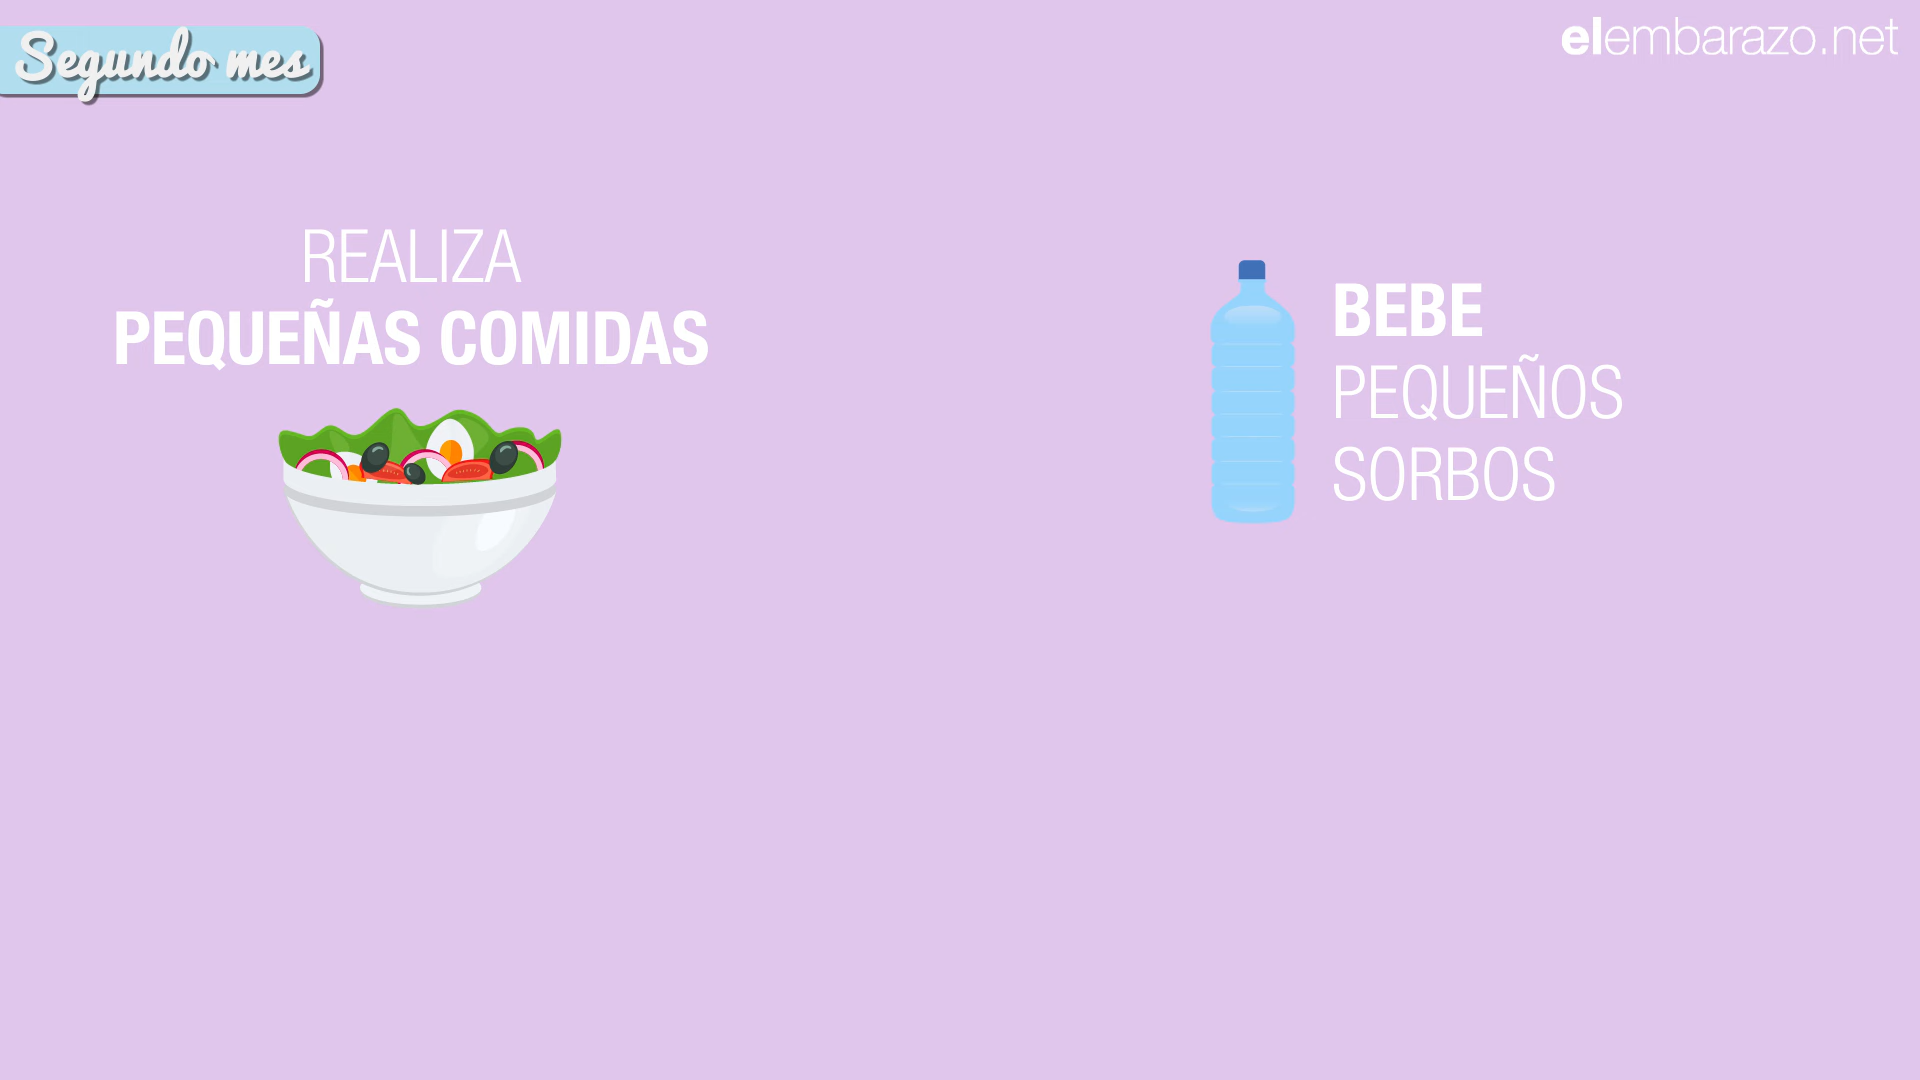 Segundo mes
elembarazo.net
REALIZA
PEQUEÑAS COMIDAS
BEBE
PEQUEÑOS
SORBOS